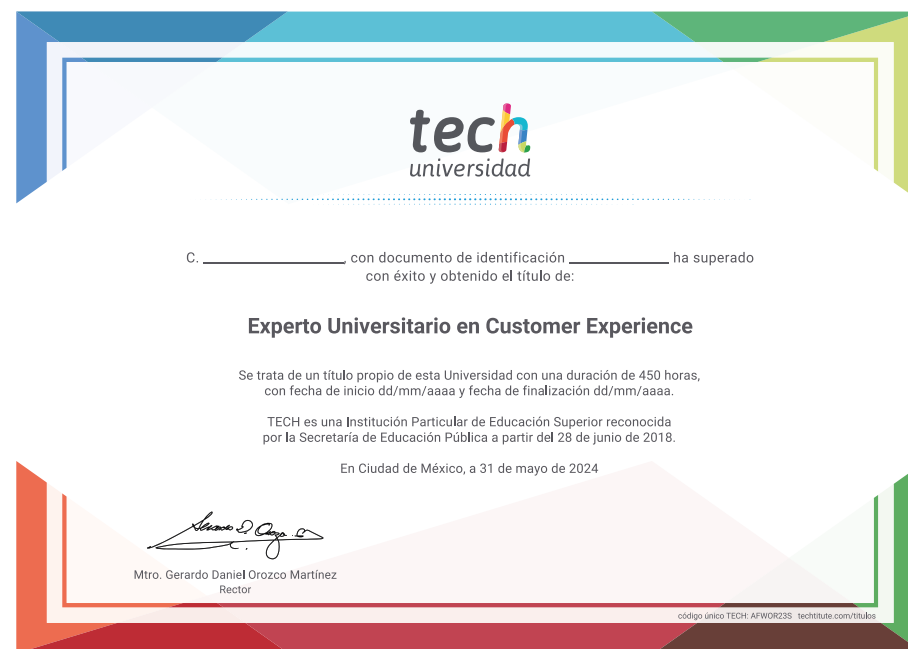 tech
universidad
C. ____________, con documento de identificación ____________ ha superado
con éxito y obtenido el título de:
Experto Universitario en Customer Experience
Se trata de un título propio de esta Universidad con una duración de 450 horas,
con fecha de inicio dd/mm/aaaa y fecha de finalización dd/mm/aaaa.
TECH es una Institución Particular de Educación Superior reconocida
por la Secretaría de Educación Pública a partir del 28 de junio de 2018.
En Ciudad de México, a 31 de mayo de 2024
Mtro. Gerardo Daniel Orozco Martínez
Rector
código único TECH: AFWOR23S techtitute.com/titulos